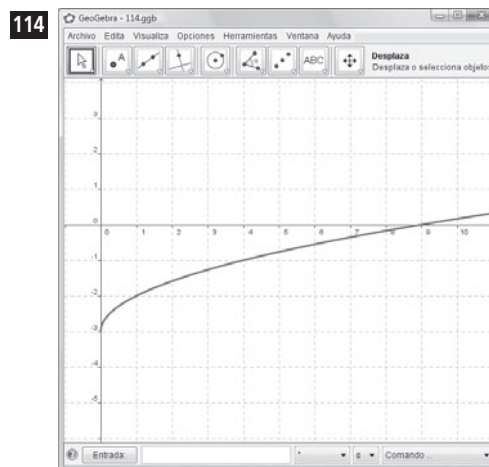 114
GeoGebra - 114.ggb
Archivo Edita Visualiza Opciones Herramientas Ventana Ayuda
A
ABC
Desplaza
Desplaza o selecciona objetos
3
2
1
0
0 1 2 3 4 5 6 7 8 9 10
-1
-2
-3
-4
-5
Entrada:
Comando ...